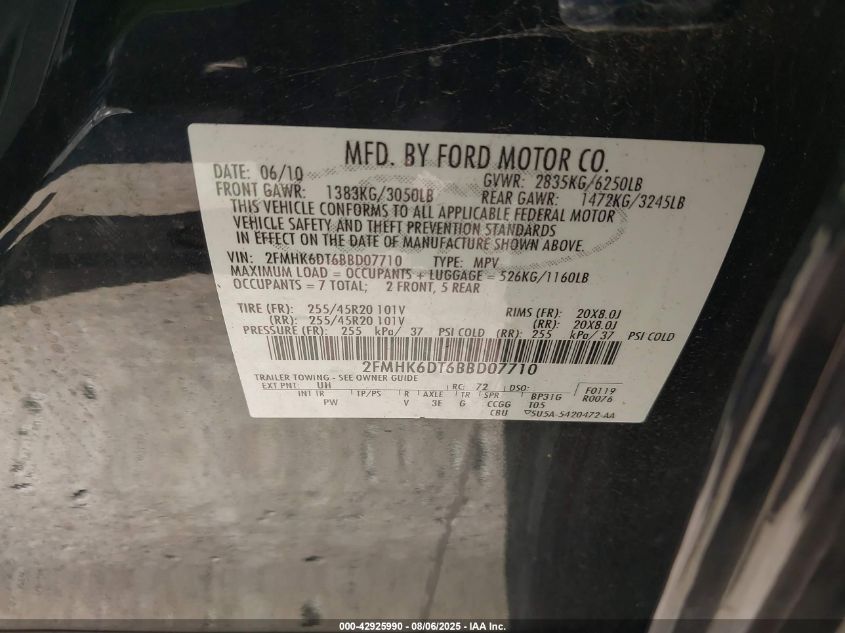 MFD. BY FORD MOTOR CO.
DATE: 06/10 GVWR: 2835KG/6250LB
FRONT GAWR: 1383KG/3050LB REAR GAWR: 1472KG/3245LB
THIS VEHICLE CONFORMS TO ALL APPLICABLE FEDERAL MOTOR
VEHICLE SAFETY AND THEFT PREVENTION STANDARDS
IN EFFECT ON THE DATE OF MANUFACTURE SHOWN ABOVE.
VIN: 2FMHK6DT6BBD07710 TYPE: MPV
MAXIMUM LOAD = OCCUPANTS + LUGGAGE = 526KG/1160LB
OCCUPANTS = 7 TOTAL; 2 FRONT, 5 REAR
TIRE (FR): 255/45R20 101V RIMS (FR): 20X8.0J
(RR): 255/45R20 101V (RR): 20X8.0J
PRESSURE (FR): 255 kPa/ 37 PSI COLD (RR): 255 kPa/ 37 PSI COLD
2FMHK6DT6BBD07710
TRAILER TOWING - SEE OWNER GUIDE
EXT PNT: UH RC: 72 DSO: F0119
INT TR TP/PS R AXLE TR SPR BP31G R0076
PW V 3E G CCGG T05
CBU 5U5A-5420472-AA
000-42925990 - 08/06/2025 - IAA Inc.